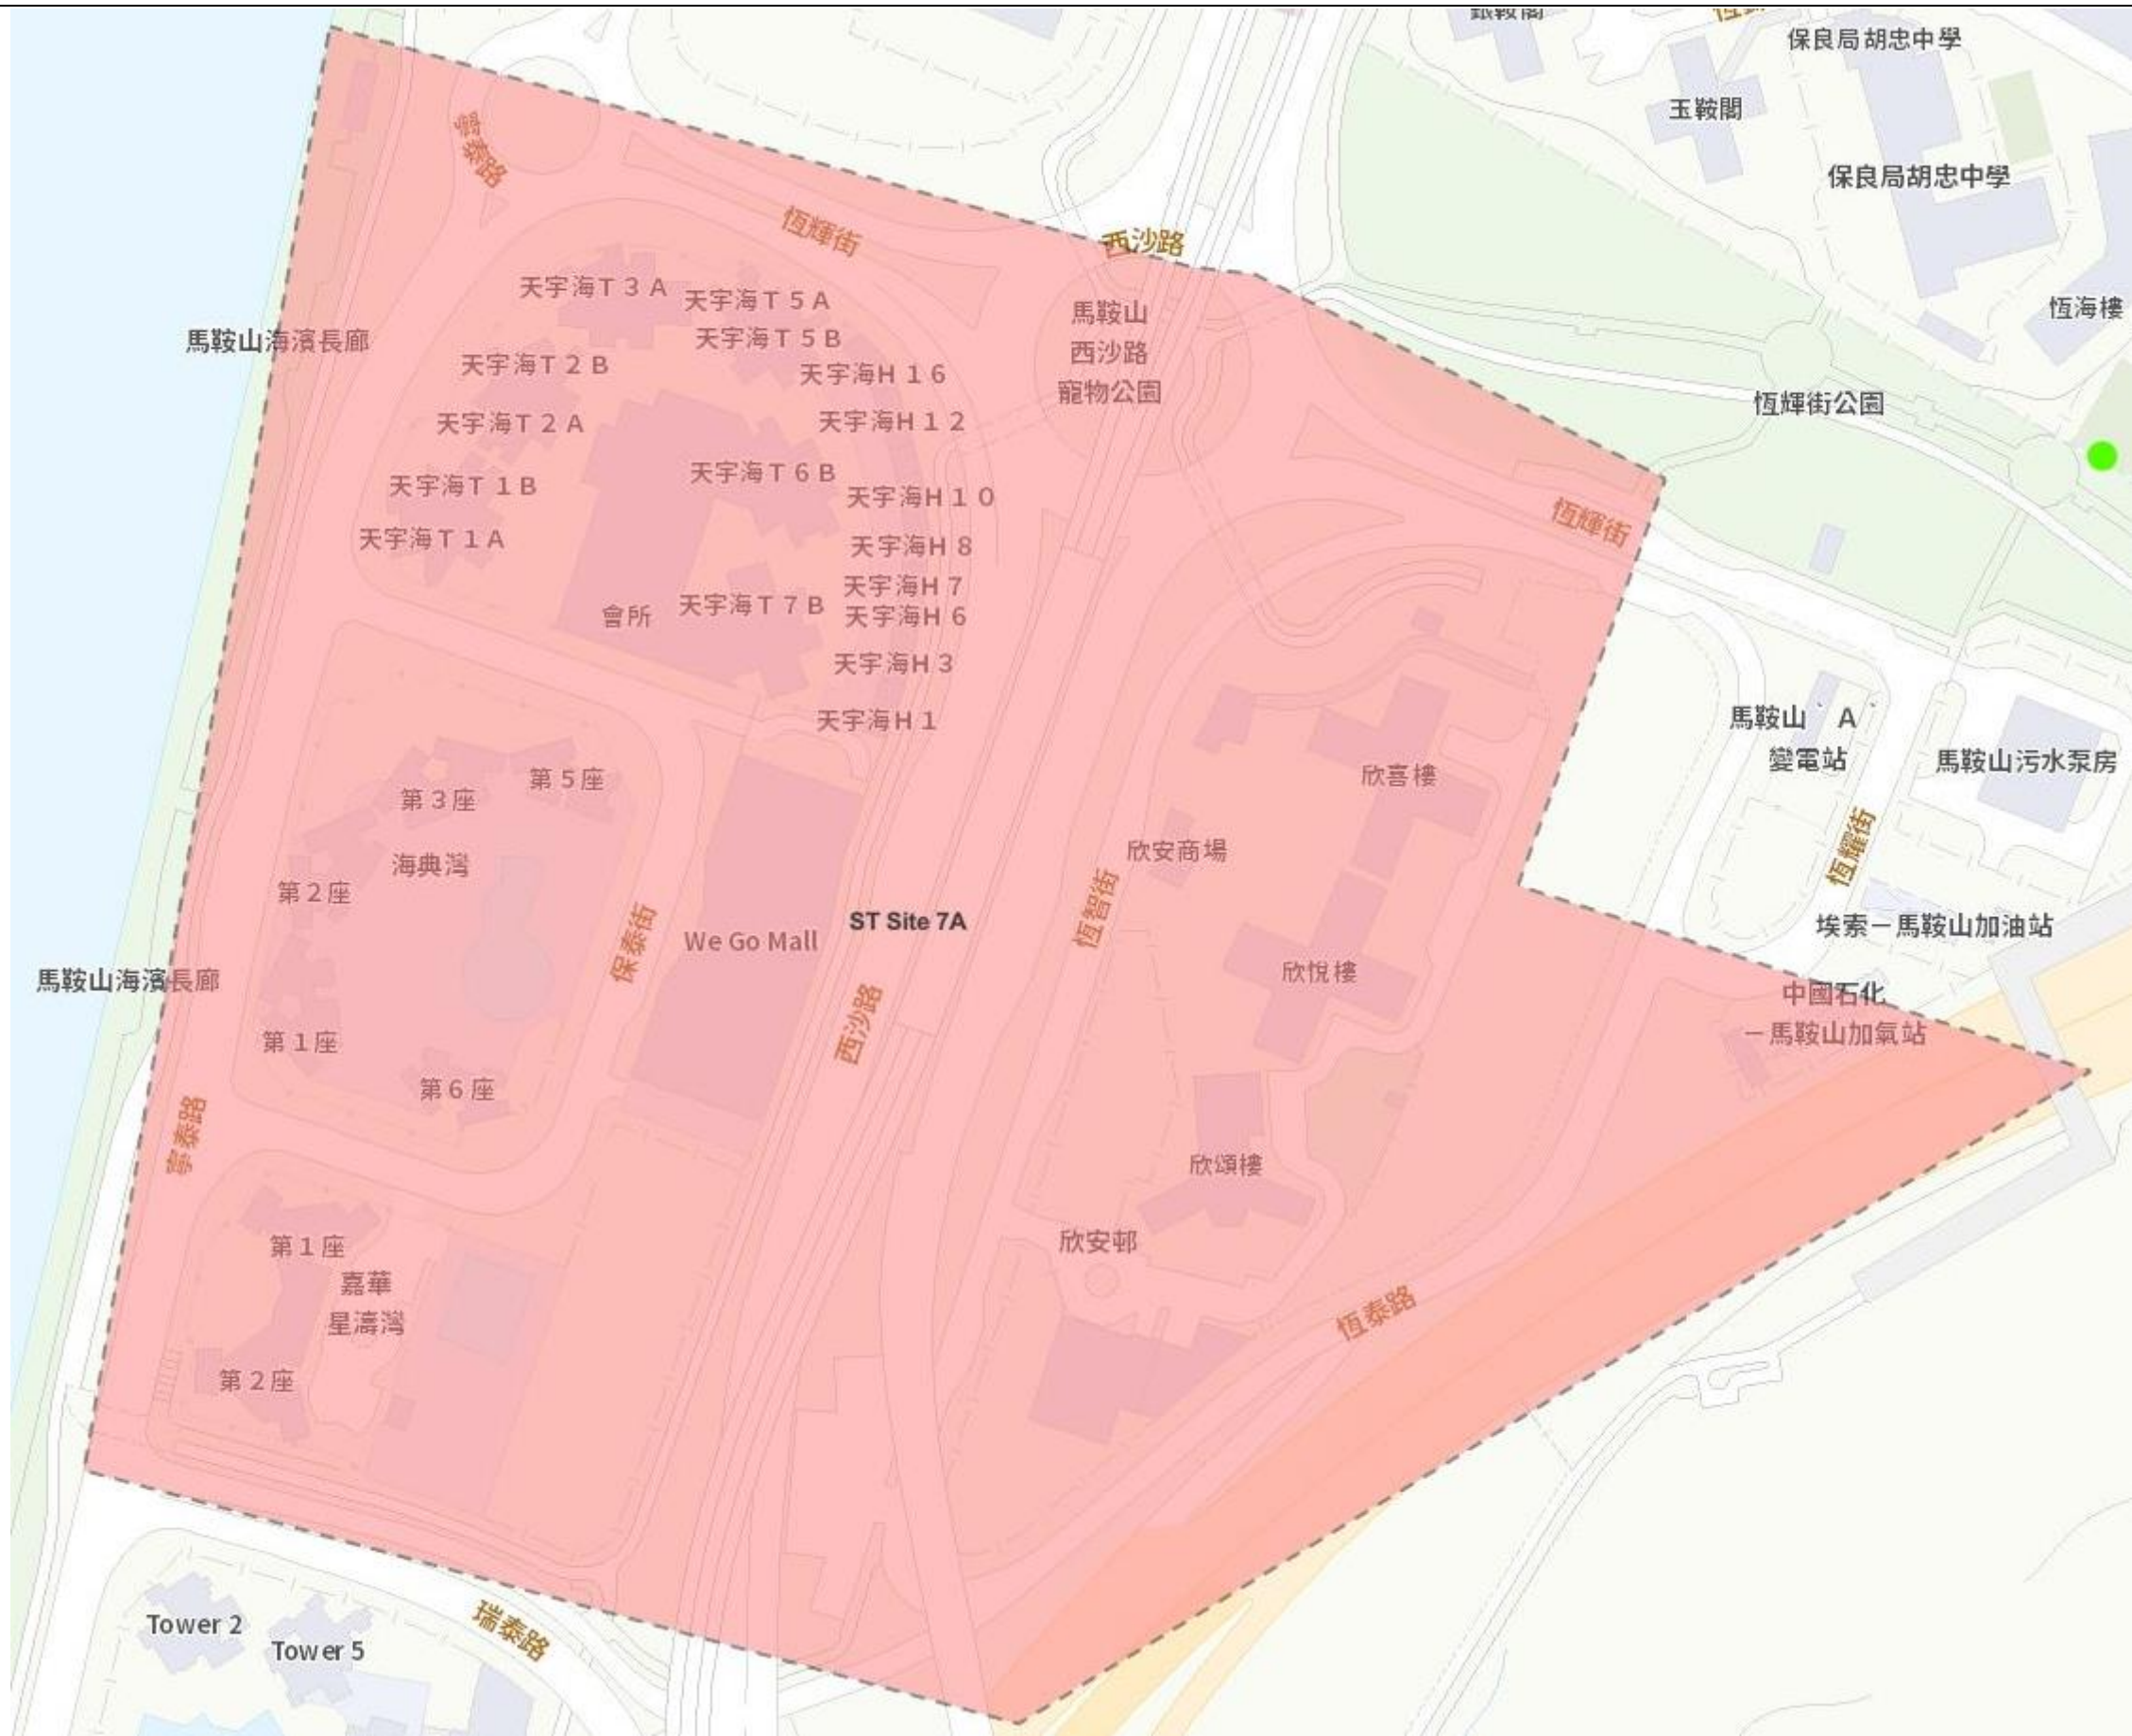 銀鞍閣
保良局胡忠中學
玉鞍閣
保良局胡忠中學
寧泰路
恆輝街
西沙路
天宇海T 3 A
天宇海T 5 A
馬鞍山
西沙路
寵物公園
恆海樓
馬鞍山海濱長廊
天宇海T 5 B
天宇海T 2 B
天宇海H 1 6
恆輝街公園
天宇海T 2 A
天宇海H 1 2
天宇海T 6 B
天宇海T 1 B
天宇海H 1 0
恆輝街
天宇海T 1 A
天宇海H 8
天宇海H 7
會所
天宇海T 7 B
天宇海H 6
天宇海H 3
天宇海H 1
馬鞍山｀A｀
變電站
馬鞍山污水泵房
第 5 座
第 3 座
欣喜樓
海典灣
欣安商場
恆耀街
第 2 座
ST Site 7A
恆智街
埃索－馬鞍山加油站
保泰街
We Go Mall
欣悅樓
馬鞍山海濱長廊
中國石化
－馬鞍山加氣站
西沙路
第 1 座
第 6 座
寧泰路
欣頌樓
第 1 座
欣安邨
嘉華
星濤灣
恆泰路
第 2 座
瑞泰路
Tower 2
Tower 5